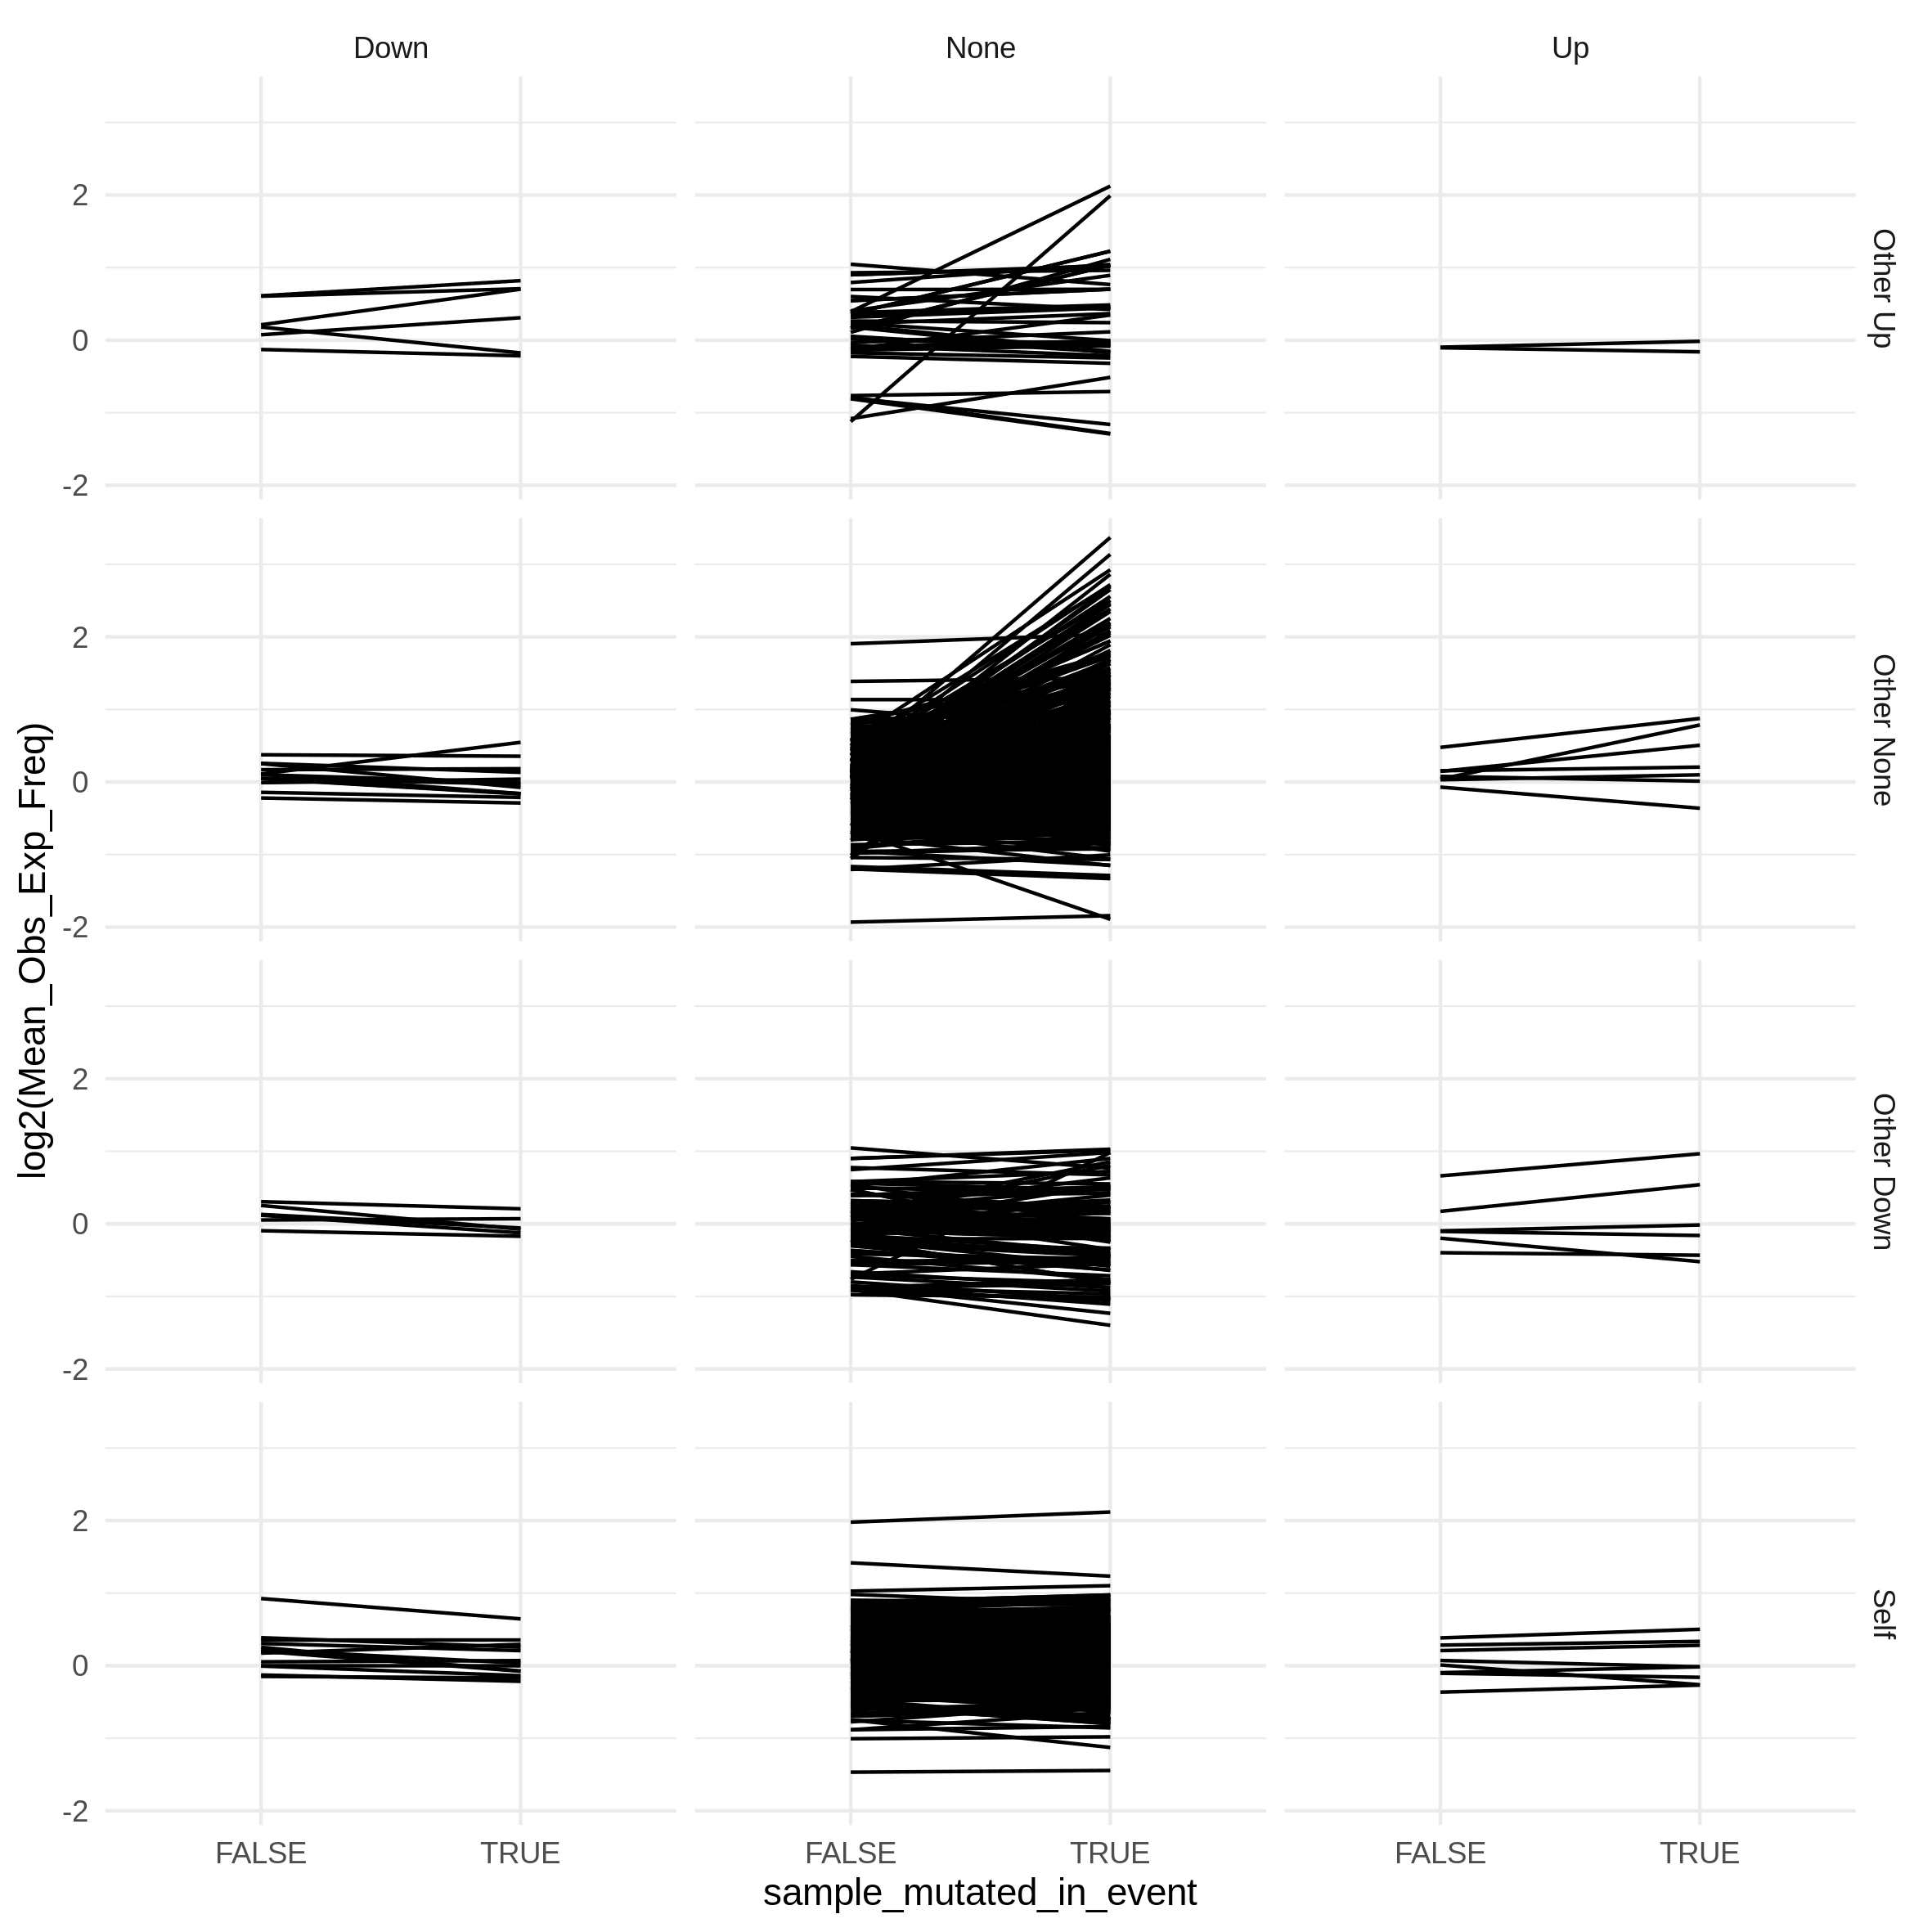 Down
None
Up
2
0
-2
Other Up
2
0
-2
Other None
2
0
-2
Other Down
2
0
-2
Self
log2(Mean_Obs_Exp_Freq)
FALSE TRUE
FALSE TRUE
FALSE TRUE
sample_mutated_in_event